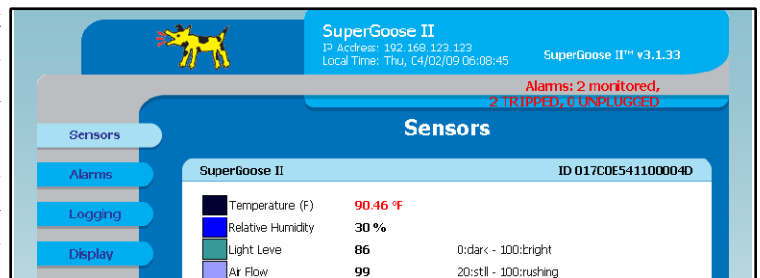 SuperGoose II
IP Address: 192.168.123.123
Local Time: Thu, 04/02/09 06:08:45
SuperGoose II™ v3.1.33
Alarms: 2 monitored,
2 TRIPPED, 0 UNPLUGGED
Sensors
Sensors
Alarms
Logging
Display
SuperGoose II ID 017C0E541100004D
Temperature (F) 90.46 °F
Relative Humidity 30 %
Light Leve 86 0:dark - 100:bright
Air Flow 99 20:still - 100:rushing